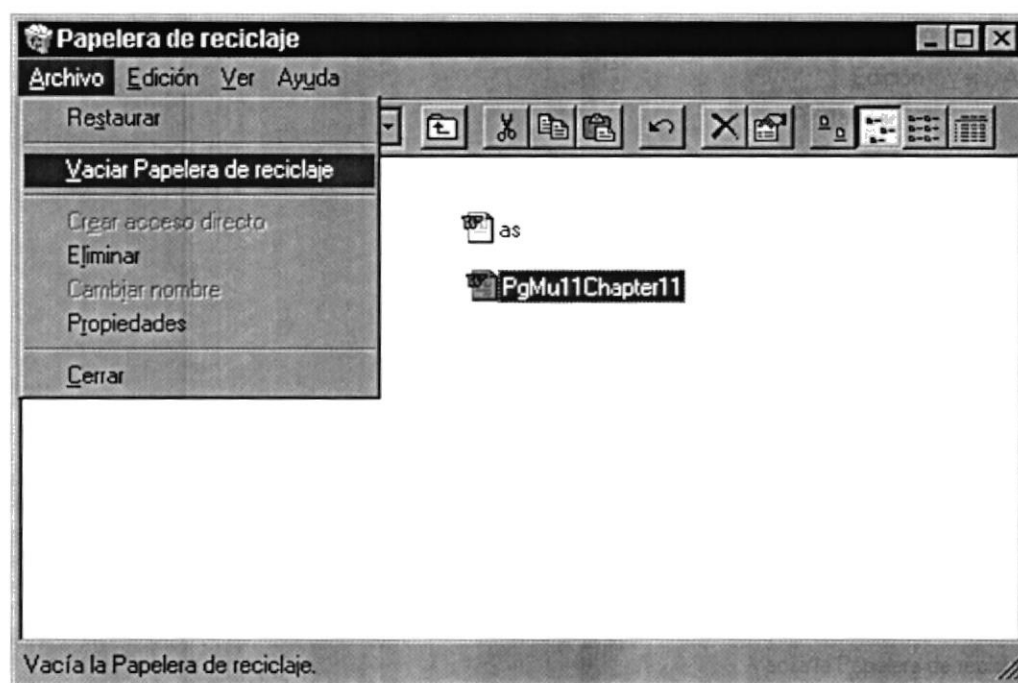 Papelera de reciclaje
Archivo Edición Ver Ayuda
Restaurar
Vaciar Papelera de reciclaje
Crear acceso directo
Eliminar
Cambiar nombre
Propiedades
Cerrar
as
PgMu11Chapter11
Vacía la Papelera de reciclaje.